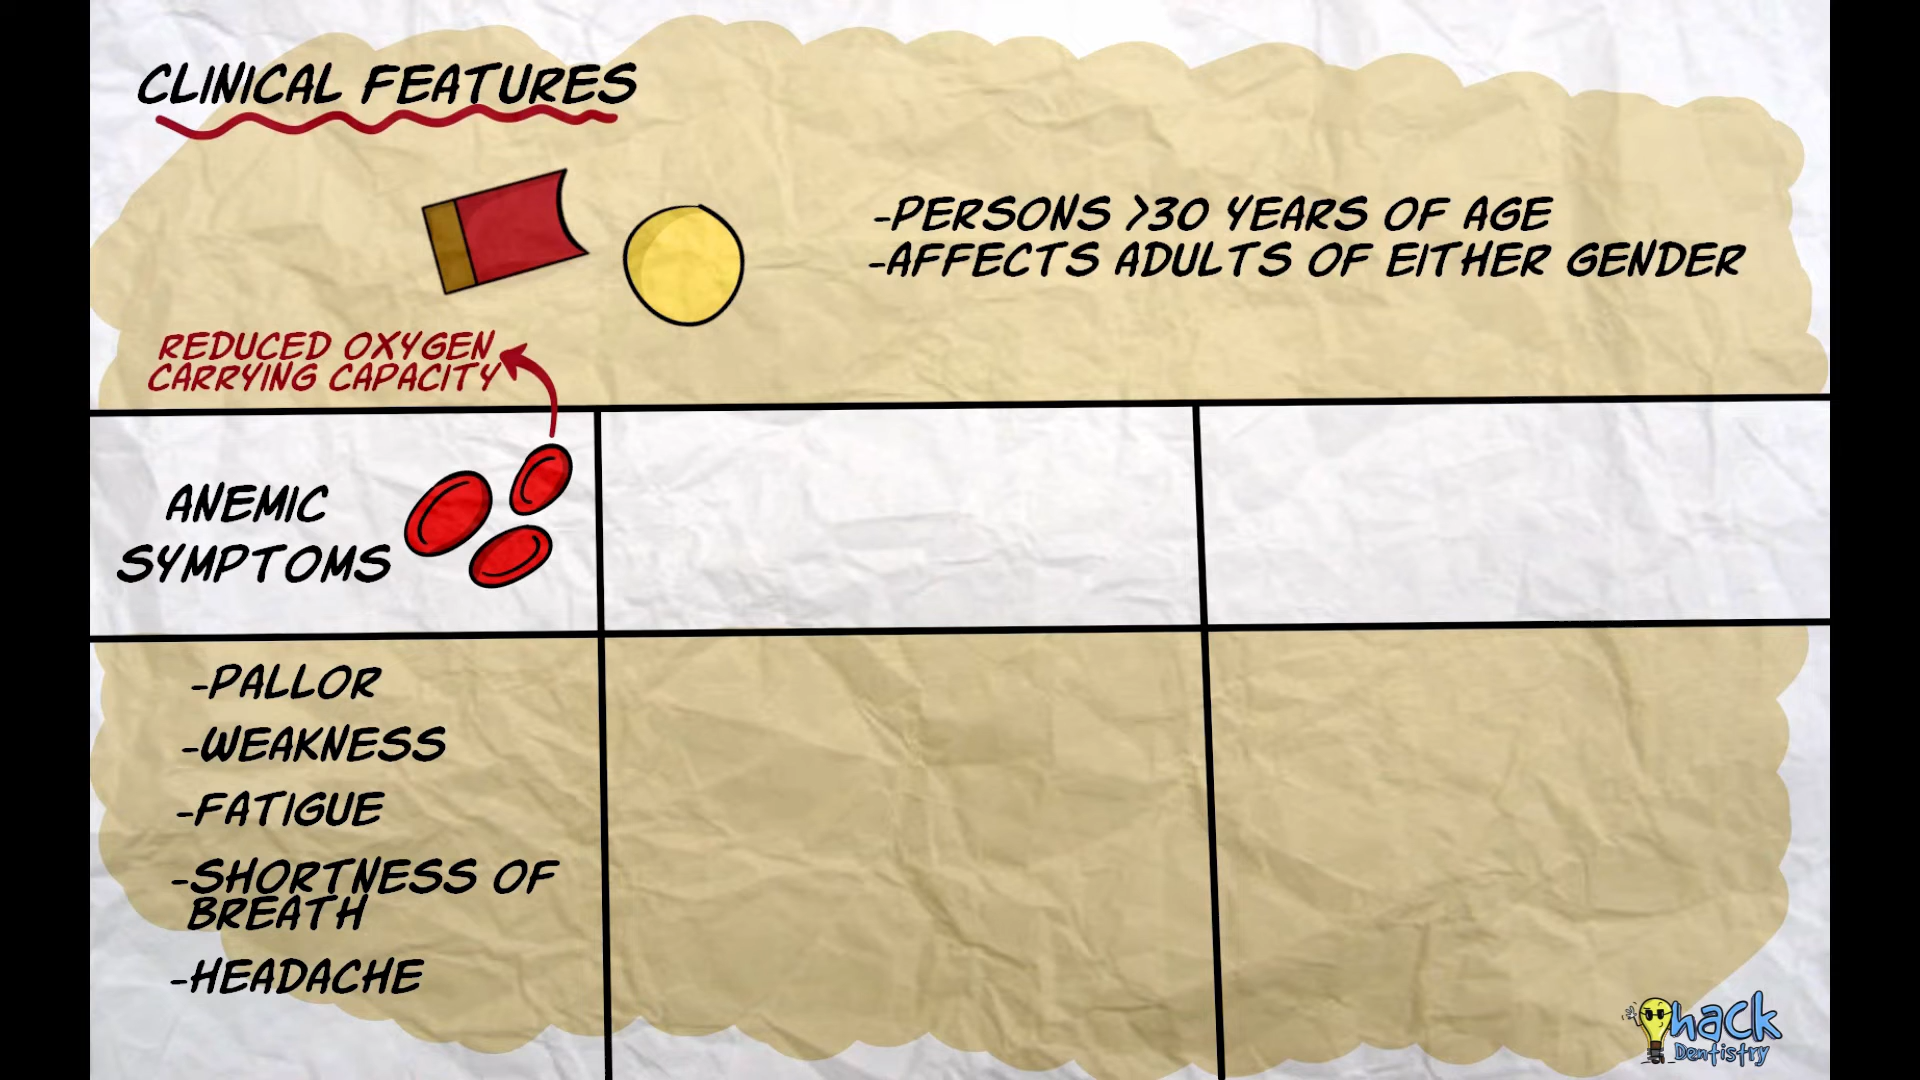 CLINICAL FEATURES
-PERSONS >30 YEARS OF AGE
-AFFECTS ADULTS OF EITHER GENDER
REDUCED OXYGEN
CARRYING CAPACITY
ANEMIC
SYMPTOMS
-PALLOR
-WEAKNESS
-FATIGUE
-SHORTNESS OF
BREATH
-HEADACHE
hack
Dentistry